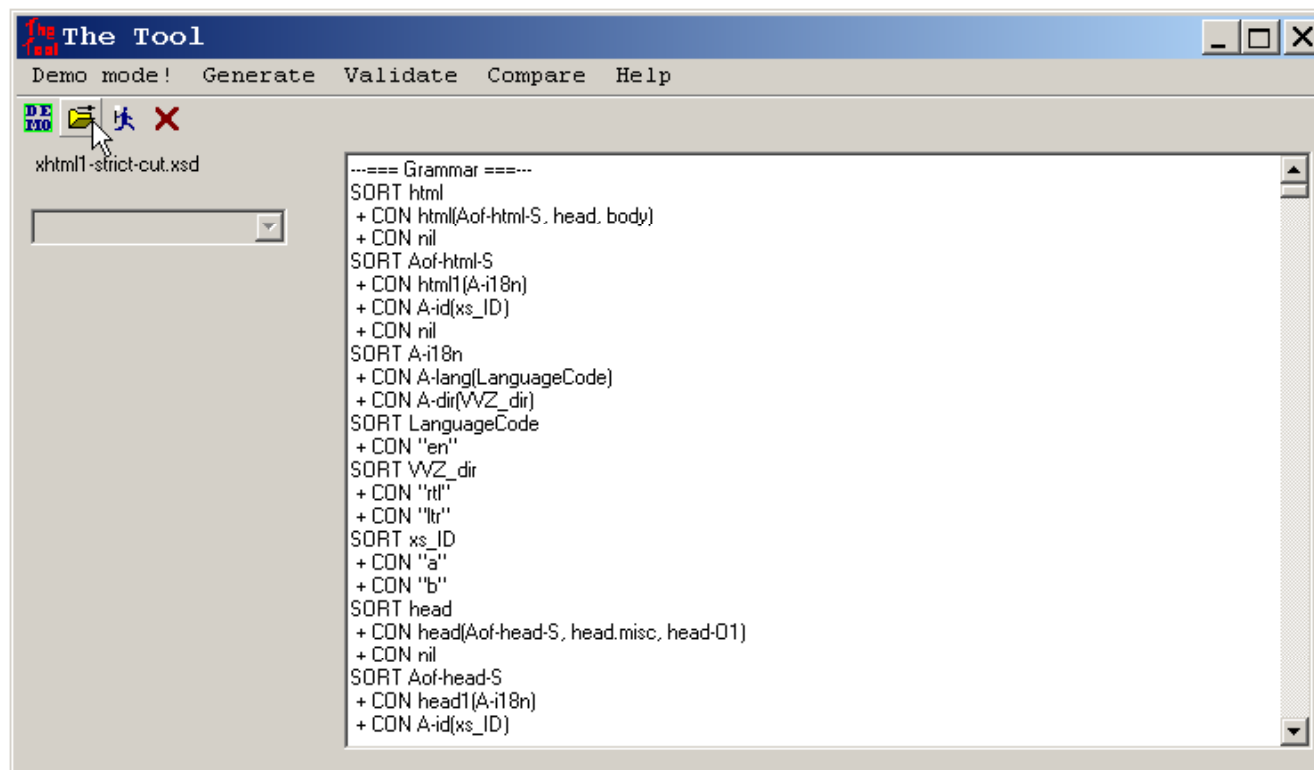 The Tool
The Tool
Demo mode! Generate Validate Compare Help
DE
MO
xhtml1-strict-cut.xsd
---=== Grammar ===---
SORT html
+ CON html(Aof-html-S, head, body)
+ CON nil
SORT Aof-html-S
+ CON html1(A-i18n)
+ CON A-id(xs_ID)
+ CON nil
SORT A-i18n
+ CON A-lang(LanguageCode)
+ CON A-dir(VVZ_dir)
SORT LanguageCode
+ CON "en"
SORT VVZ_dir
+ CON "rtl"
+ CON "ltr"
SORT xs_ID
+ CON "a"
+ CON "b"
SORT head
+ CON head(Aof-head-S, head.misc, head-O1)
+ CON nil
SORT Aof-head-S
+ CON head1(A-i18n)
+ CON A-id(xs_ID)